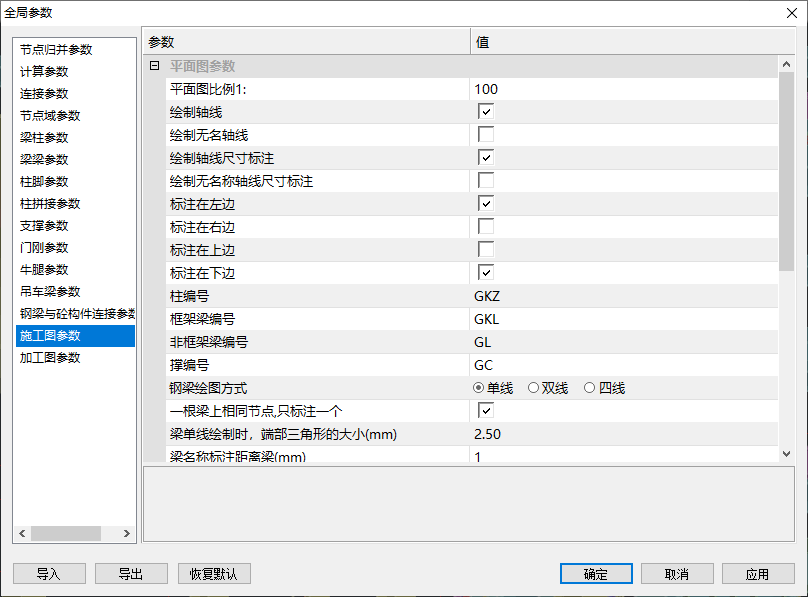 全局参数
节点归并参数
计算参数
连接参数
节点域参数
梁柱参数
梁梁参数
柱脚参数
柱拼接参数
支撑参数
门刚参数
牛腿参数
吊车梁参数
钢梁与砼构件连接参数
施工图参数
加工图参数
参数 值
平面图参数
平面图比例1: 100
绘制轴线
绘制无名轴线
绘制轴线尺寸标注
绘制无名称轴线尺寸标注
标注在左边
标注在右边
标注在上边
标注在下边
柱编号 GKZ
框架梁编号 GKL
非框架梁编号 GL
撑编号 GC
钢梁绘图方式 单线 双线 四线
一根梁上相同节点,只标注一个
梁单线绘制时，端部三角形的大小(mm) 2.50
梁名称标注距离梁(mm) 1
导入 导出 恢复默认 确定 取消 应用